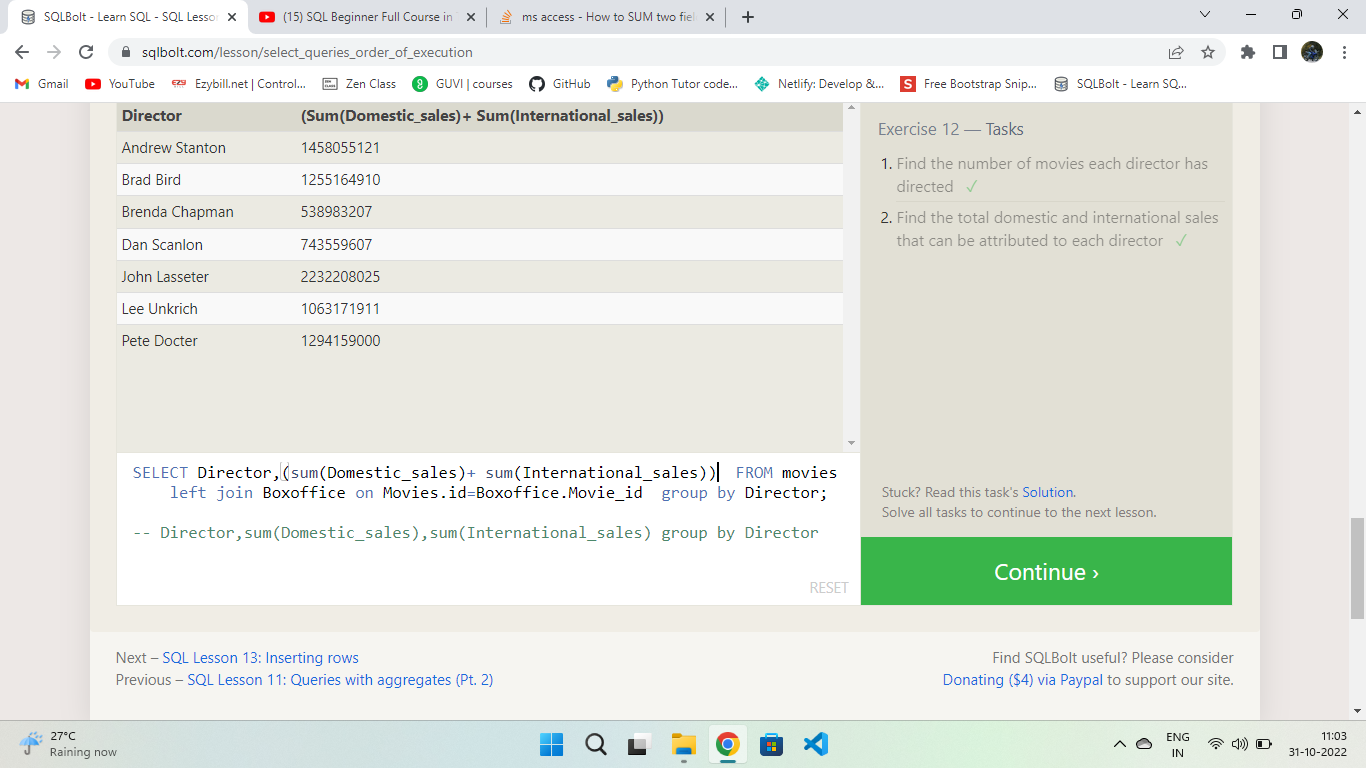 SQLBolt - Learn SQL - SQL Lesson
(15) SQL Beginner Full Course in
ms access - How to SUM two fiel
sqlbolt.com/lesson/select_queries_order_of_execution
Gmail YouTube Ezybill.net | Control... Zen Class GUVI | courses GitHub Python Tutor code... Netlify: Develop &... Free Bootstrap Snip... SQLBolt - Learn SQ...
Director (Sum(Domestic_sales)+ Sum(International_sales))
Andrew Stanton 1458055121
Brad Bird 1255164910
Brenda Chapman 538983207
Dan Scanlon 743559607
John Lasseter 2232208025
Lee Unkrich 1063171911
Pete Docter 1294159000
SELECT Director,(sum(Domestic_sales)+ sum(International_sales)) FROM movies
left join Boxoffice on Movies.id=Boxoffice.Movie_id group by Director;
-- Director,sum(Domestic_sales),sum(International_sales) group by Director
RESET
Exercise 12 — Tasks
1. Find the number of movies each director has
directed ✓
2. Find the total domestic and international sales
that can be attributed to each director ✓
Stuck? Read this task's Solution.
Solve all tasks to continue to the next lesson.
Continue ›
Next – SQL Lesson 13: Inserting rows
Previous – SQL Lesson 11: Queries with aggregates (Pt. 2)
Find SQLBolt useful? Please consider
Donating ($4) via Paypal to support our site.
27°C
Raining now
ENG
IN
11:03
31-10-2022